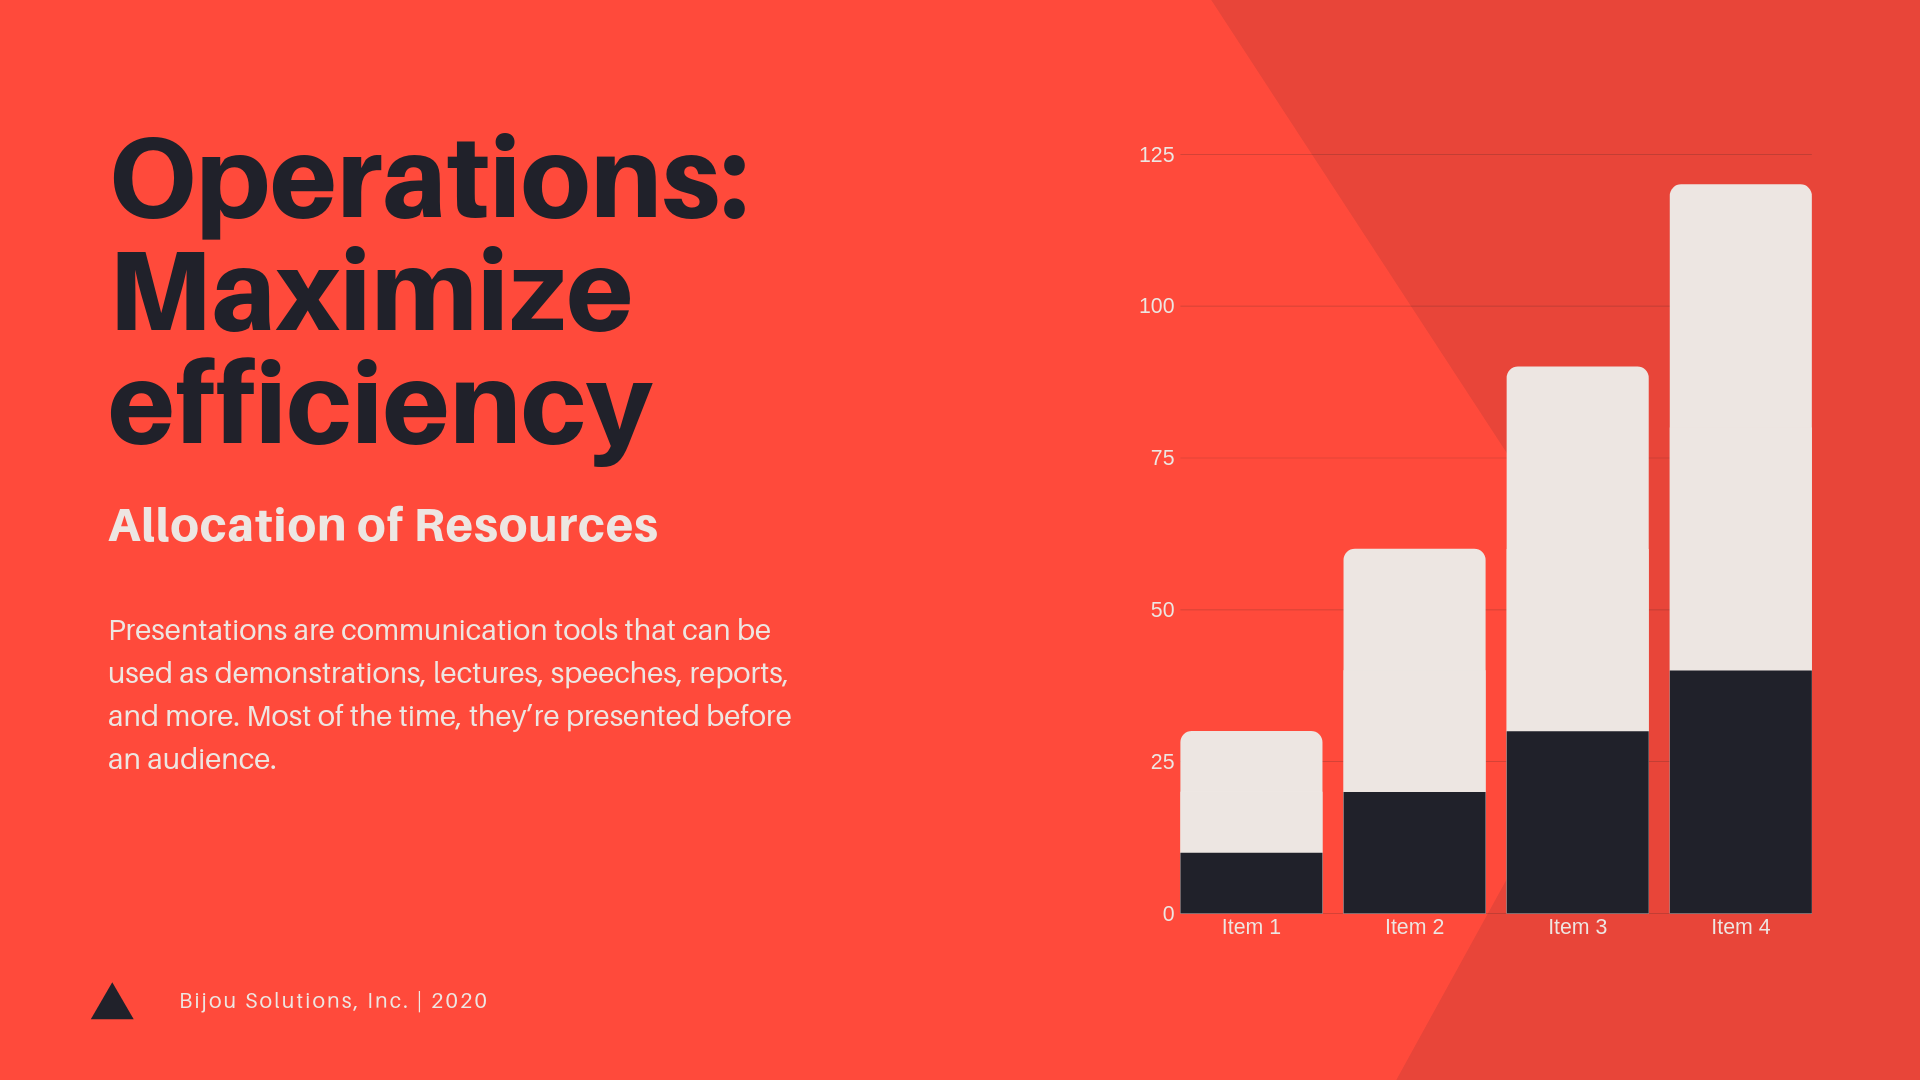 Operations:
Maximize
efficiency
Allocation of Resources
Presentations are communication tools that can be
used as demonstrations, lectures, speeches, reports,
and more. Most of the time, they’re presented before
an audience.
Bijou Solutions, Inc. | 2020
125
100
75
50
25
0
Item 1
Item 2
Item 3
Item 4